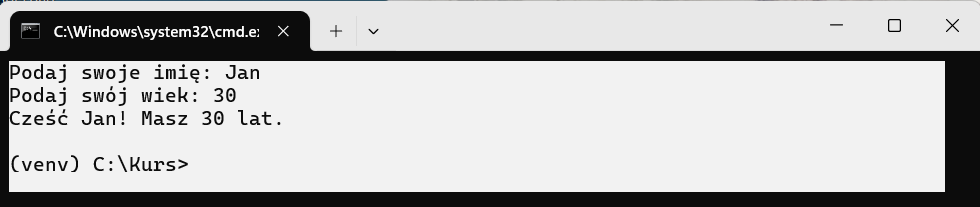 C:\Windows\system32\cmd.e
Podaj swoje imię: Jan
Podaj swój wiek: 30
Cześć Jan! Masz 30 lat.
(venv) C:\Kurs>